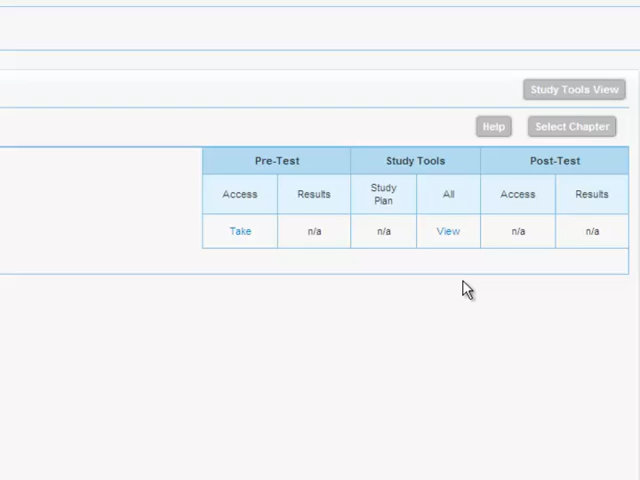 Study Tools View
Help Select Chapter
Pre-Test Study Tools Post-Test
Access Results Study Plan All Access Results
Take n/a n/a View n/a n/a